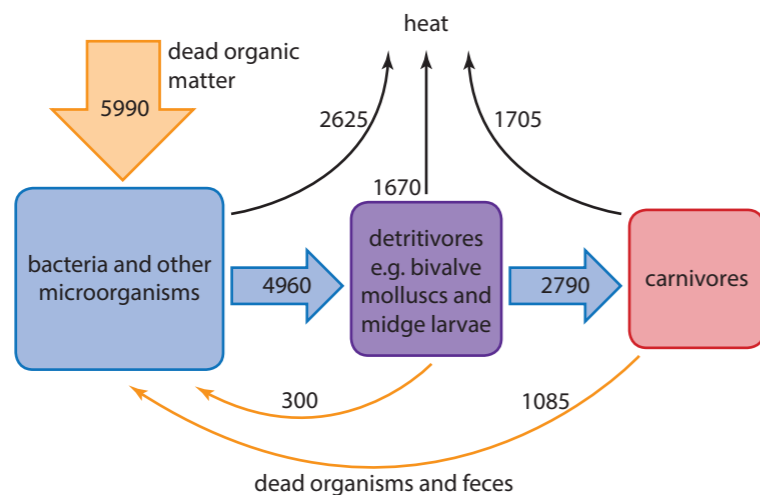 heat
dead organic
matter
5990
2625
1705
1670
bacteria and other
microorganisms
4960
detritivores
e.g. bivalve
molluscs and
midge larvae
2790
carnivores
300
1085
dead organisms and feces